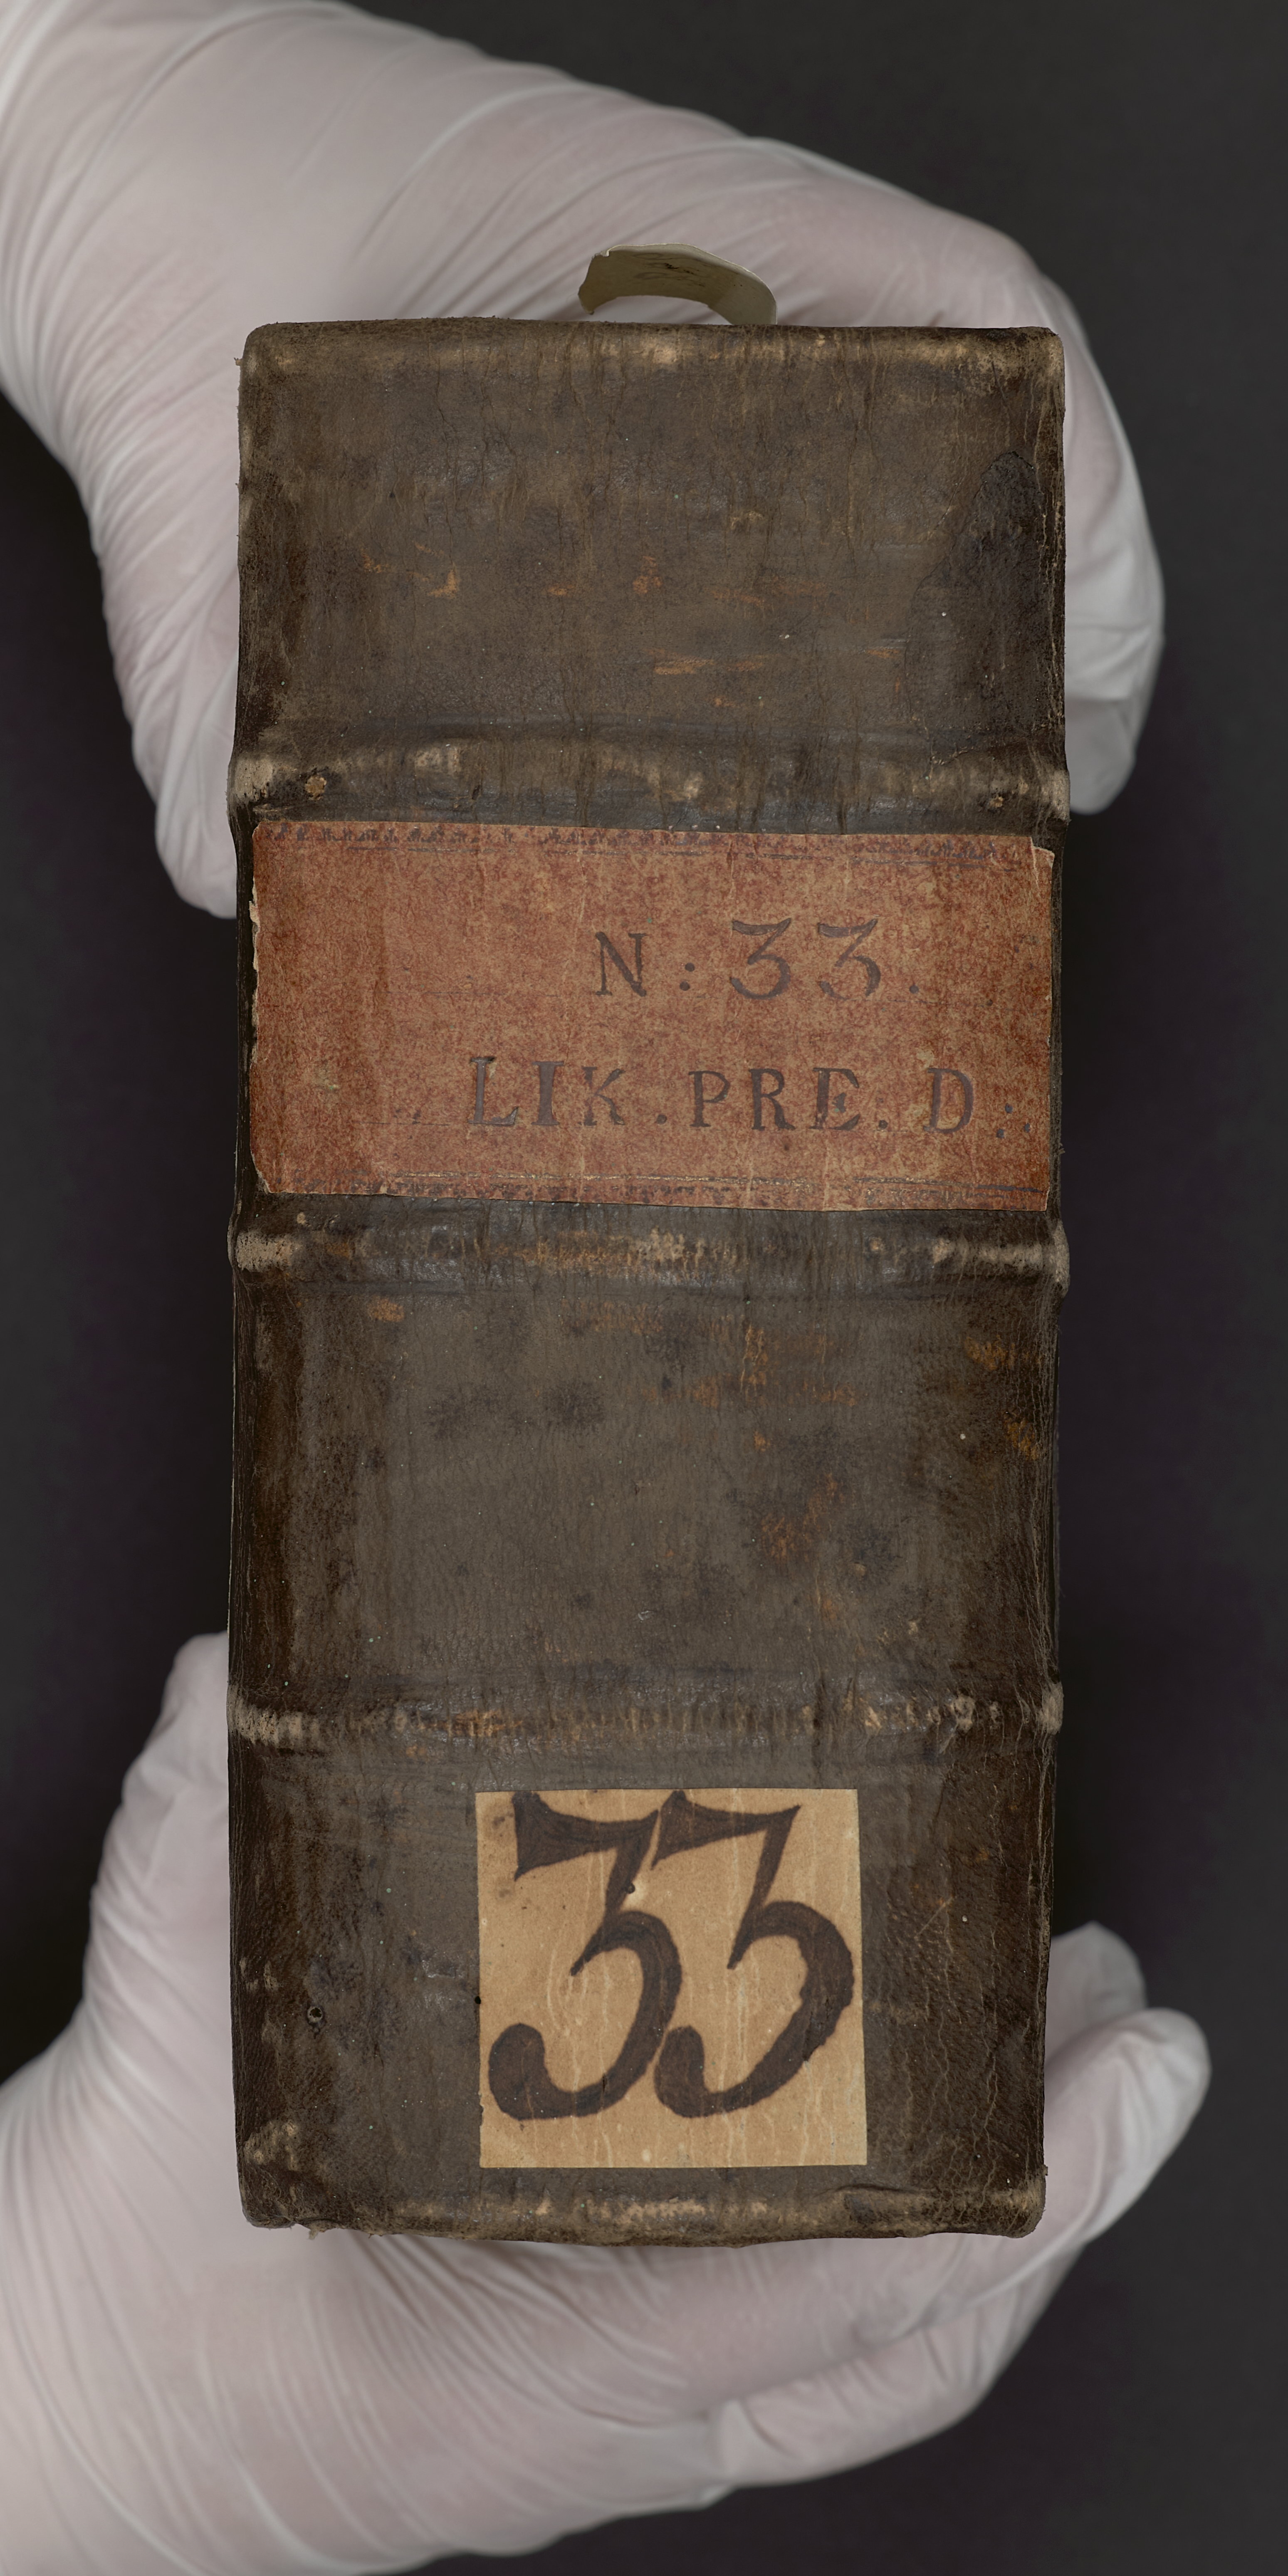 N: 33.
LIK. PRE. D:.
33